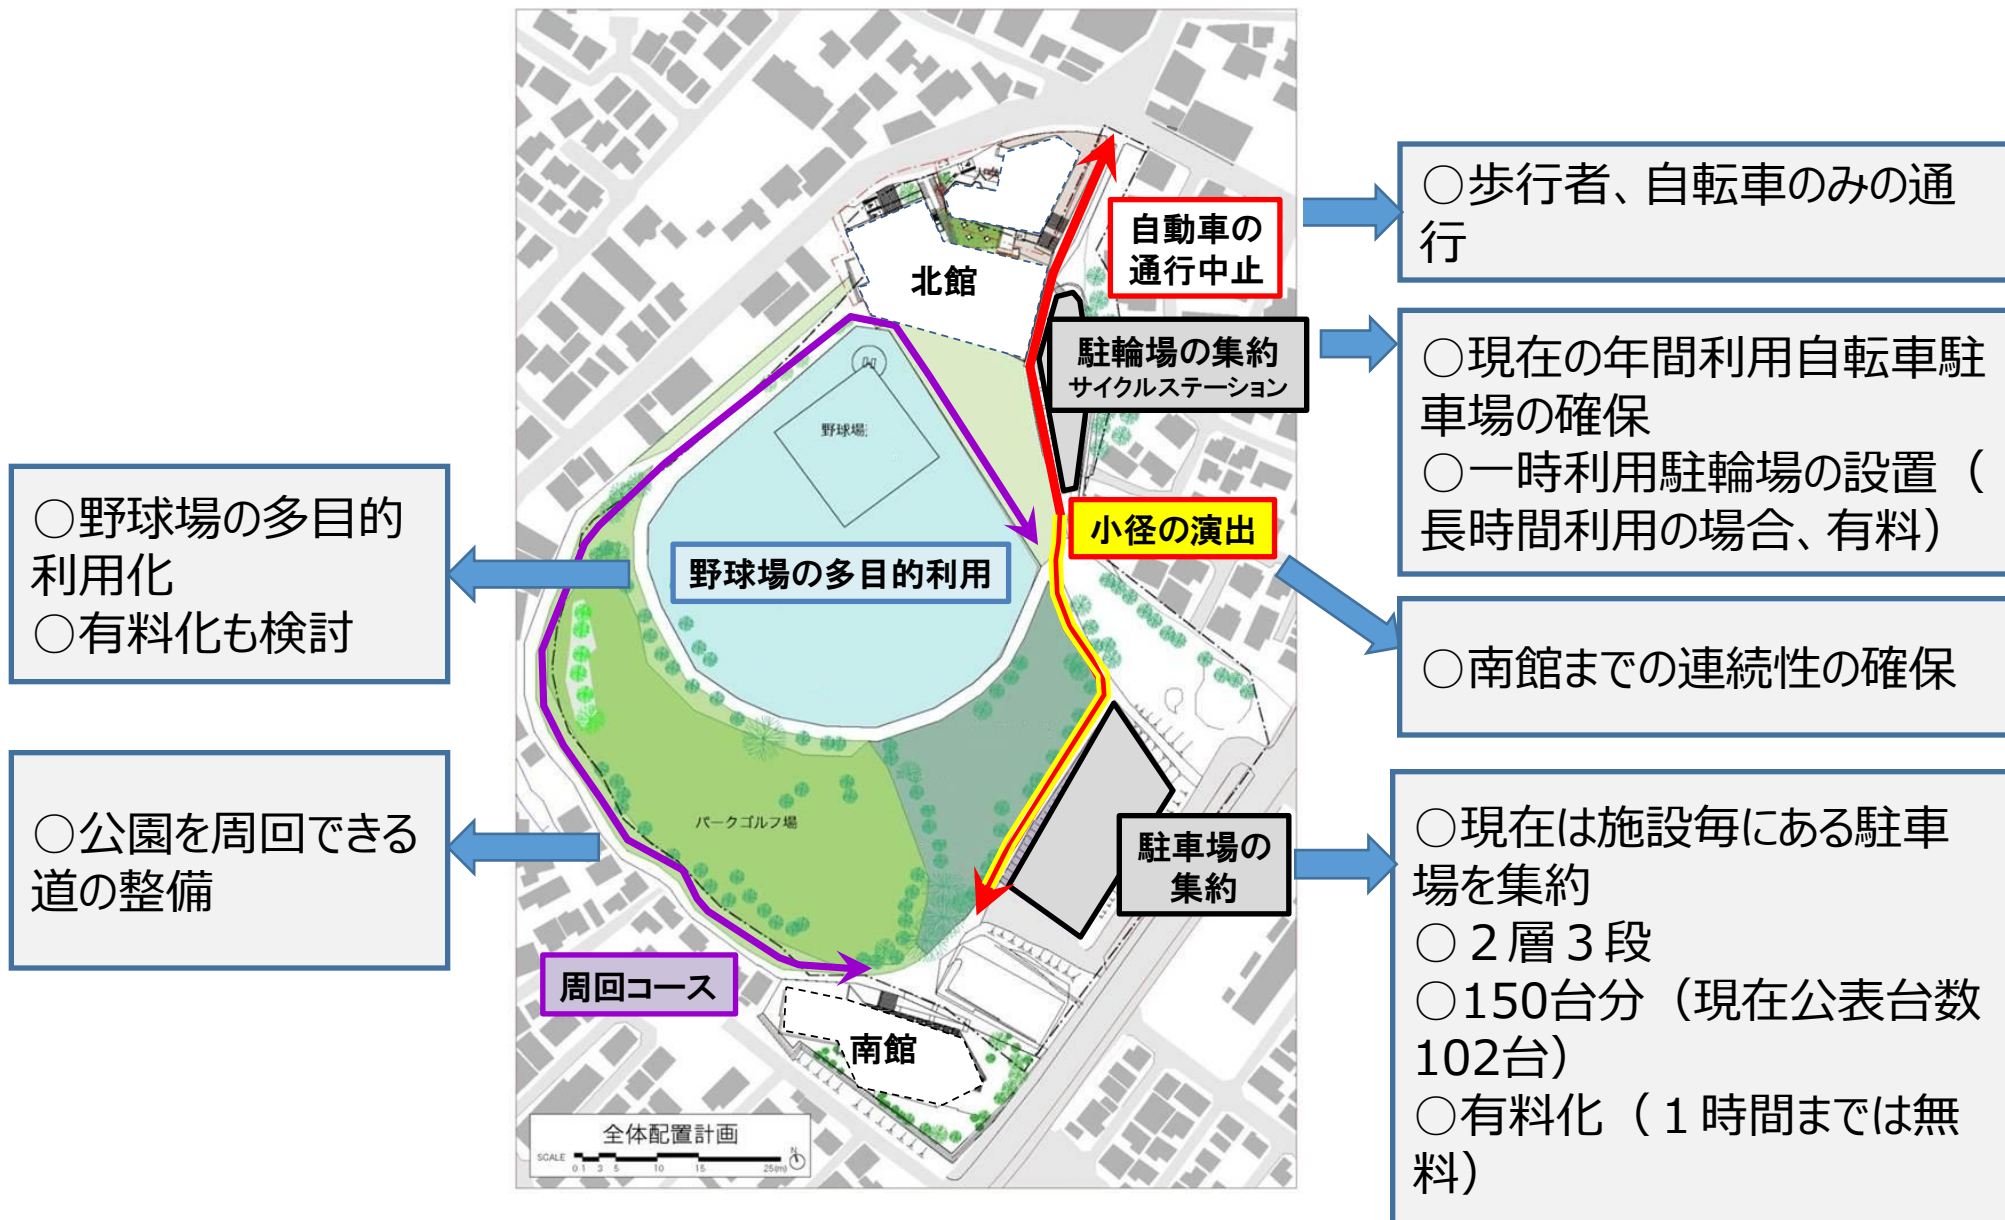 ○歩行者、自転車のみの通
行
自動車の
通行中止
北館
駐輪場の集約
サイクルステーション
○現在の年間利用自転車駐
車場の確保
○一時利用駐輪場の設置（
長時間利用の場合、有料）
野球場
小径の演出
○野球場の多目的
利用化
○有料化も検討
野球場の多目的利用
○南館までの連続性の確保
パークゴルフ場
○公園を周回できる
道の整備
駐車場の
集約
○現在は施設毎にある駐車
場を集約
○２層３段
○150台分（現在公表台数
102台）
○有料化（１時間までは無
料）
周回コース
南館
全体配置計画
SCALE 0 1 3 5 10 15 25(m) N